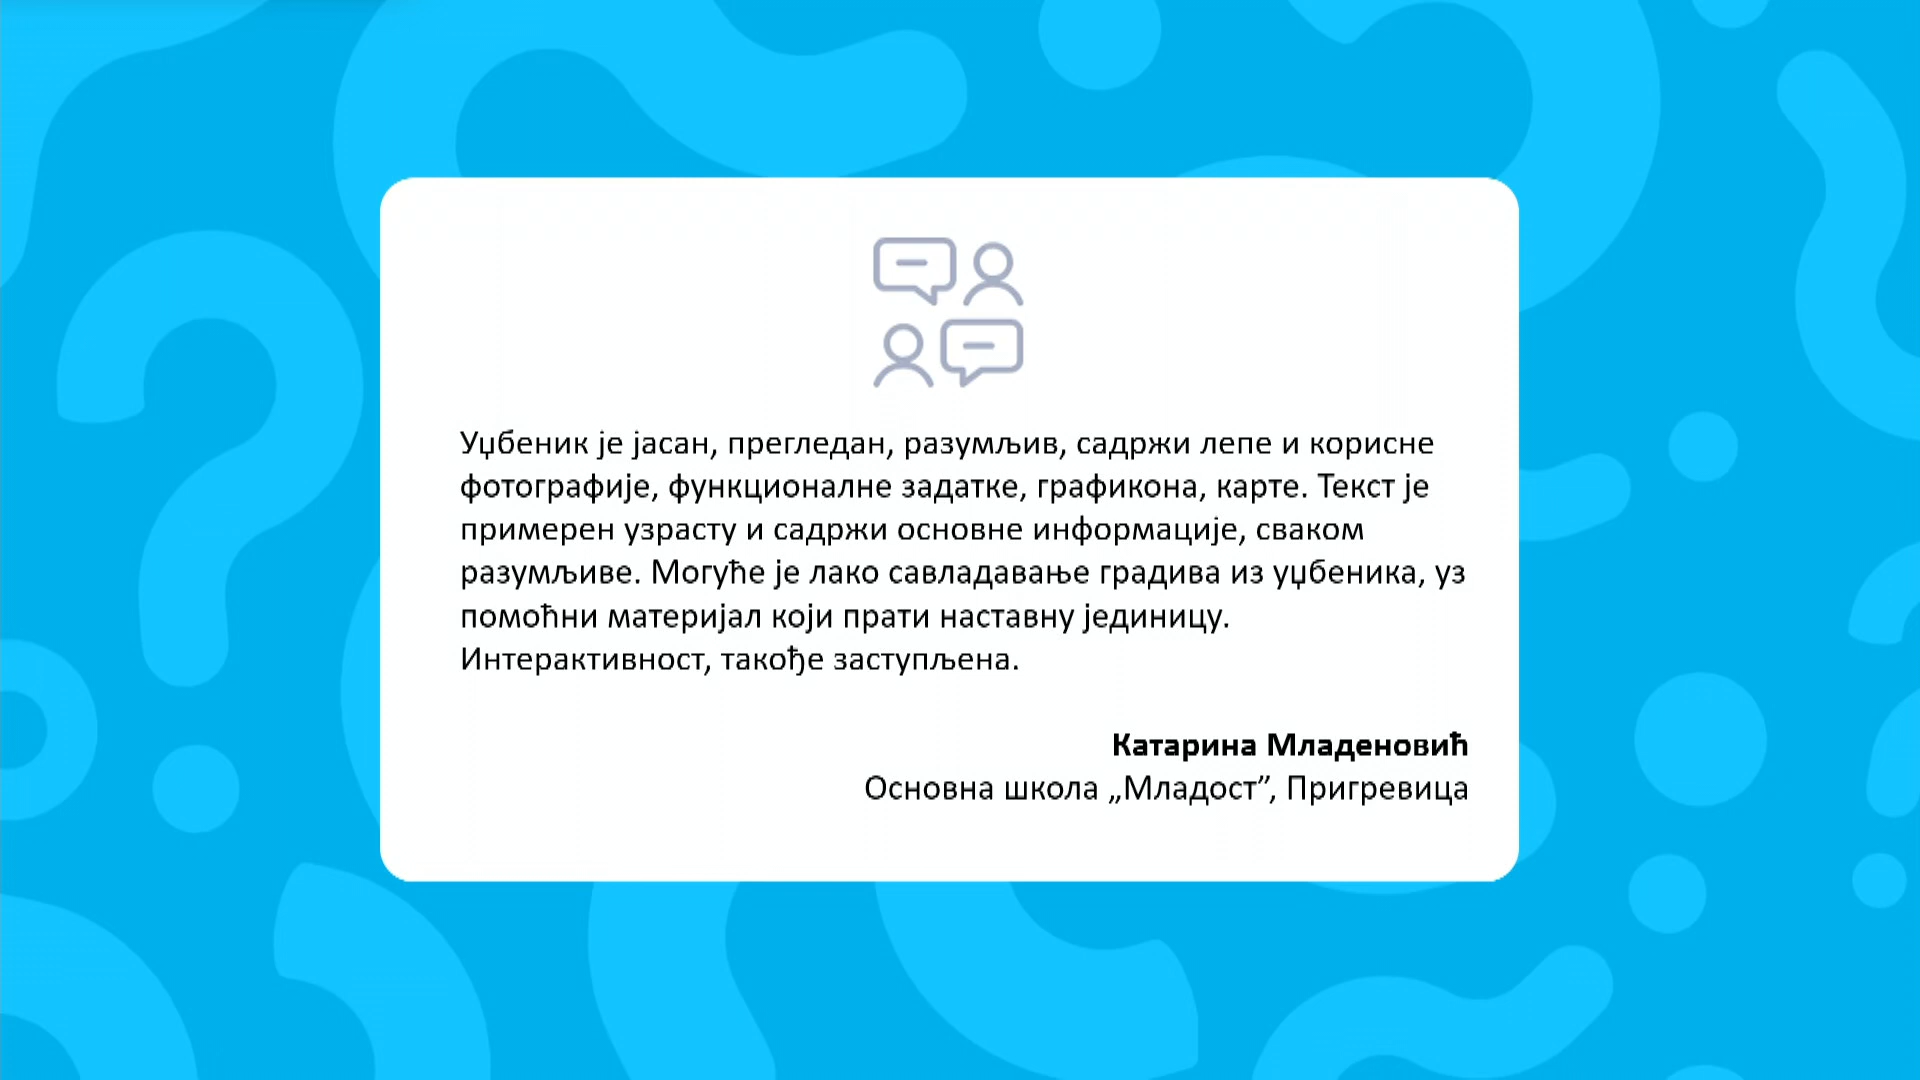 Уџбеник је јасан, прегледан, разумљив, садржи лепе и корисне
фотографије, функционалне задатке, графикона, карте. Текст је
примерен узрасту и садржи основне информације, сваком
разумљиве. Могуће је лако савладавање градива из уџбеника, уз
помоћни материјал који прати наставну јединицу.
Интерактивност, такође заступљена.
Катарина Младеновић
Основна школа „Младост”, Пригревица